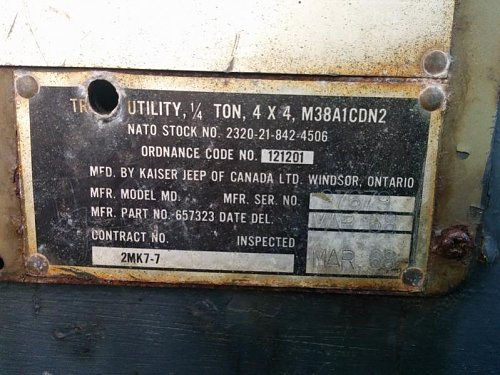 UTILITY, ¼ TON, 4 X 4, M38A1CDN2
NATO STOCK NO. 2320-21-842-4506
ORDNANCE CODE NO. 121201
MFD. BY KAISER JEEP OF CANADA LTD. WINDSOR, ONTARIO
MFR. MODEL MD. MFR. SER. NO.
MFR. PART NO.-657323 DATE DEL.
CONTRACT NO. INSPECTED
2MK7-7 MAR.